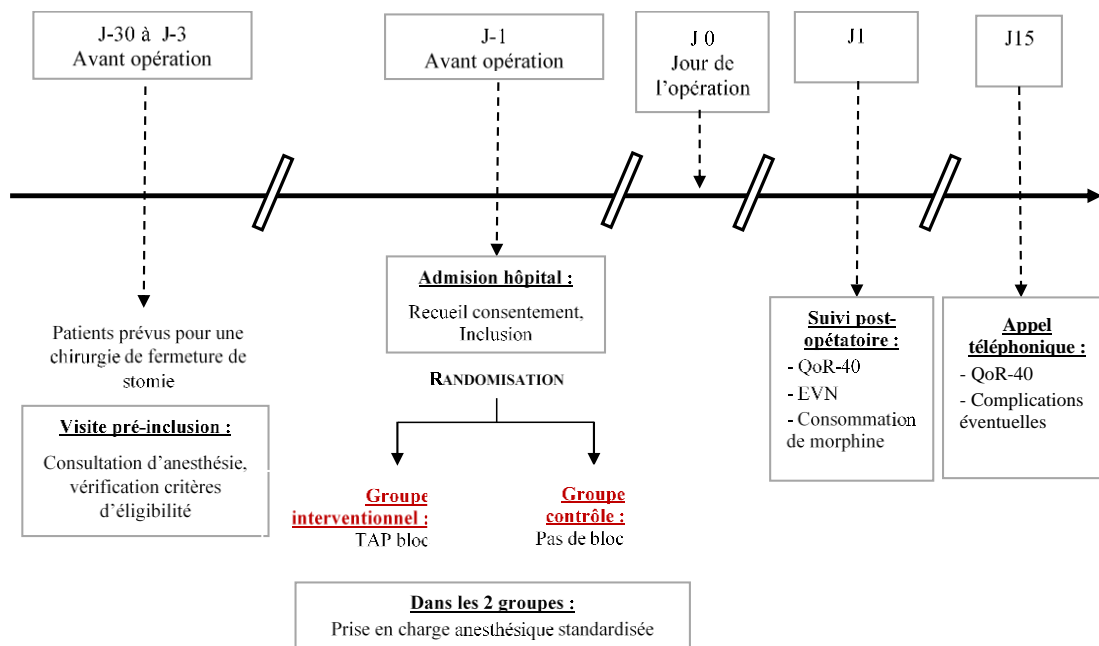 J-30 à J-3
Avant opération
J-1
Avant opération
J 0
Jour de
l'opération
J1
J15
Patients prévus pour une
chirurgie de fermeture de
stomie
Visite pré-inclusion :
Consultation d'anesthésie,
vérification critères
d'éligibilité
Admision hôpital :
Recueil consentement,
Inclusion
RANDOMISATION
Groupe
interventionnel :
TAP bloc
Groupe
contrôle :
Pas de bloc
Dans les 2 groupes :
Prise en charge anesthésique standardisée
Suivi post-
opétatoire :
- QoR-40
- EVN
- Consommation
de morphine
Appel
téléphonique :
- QoR-40
- Complications
éventuelles